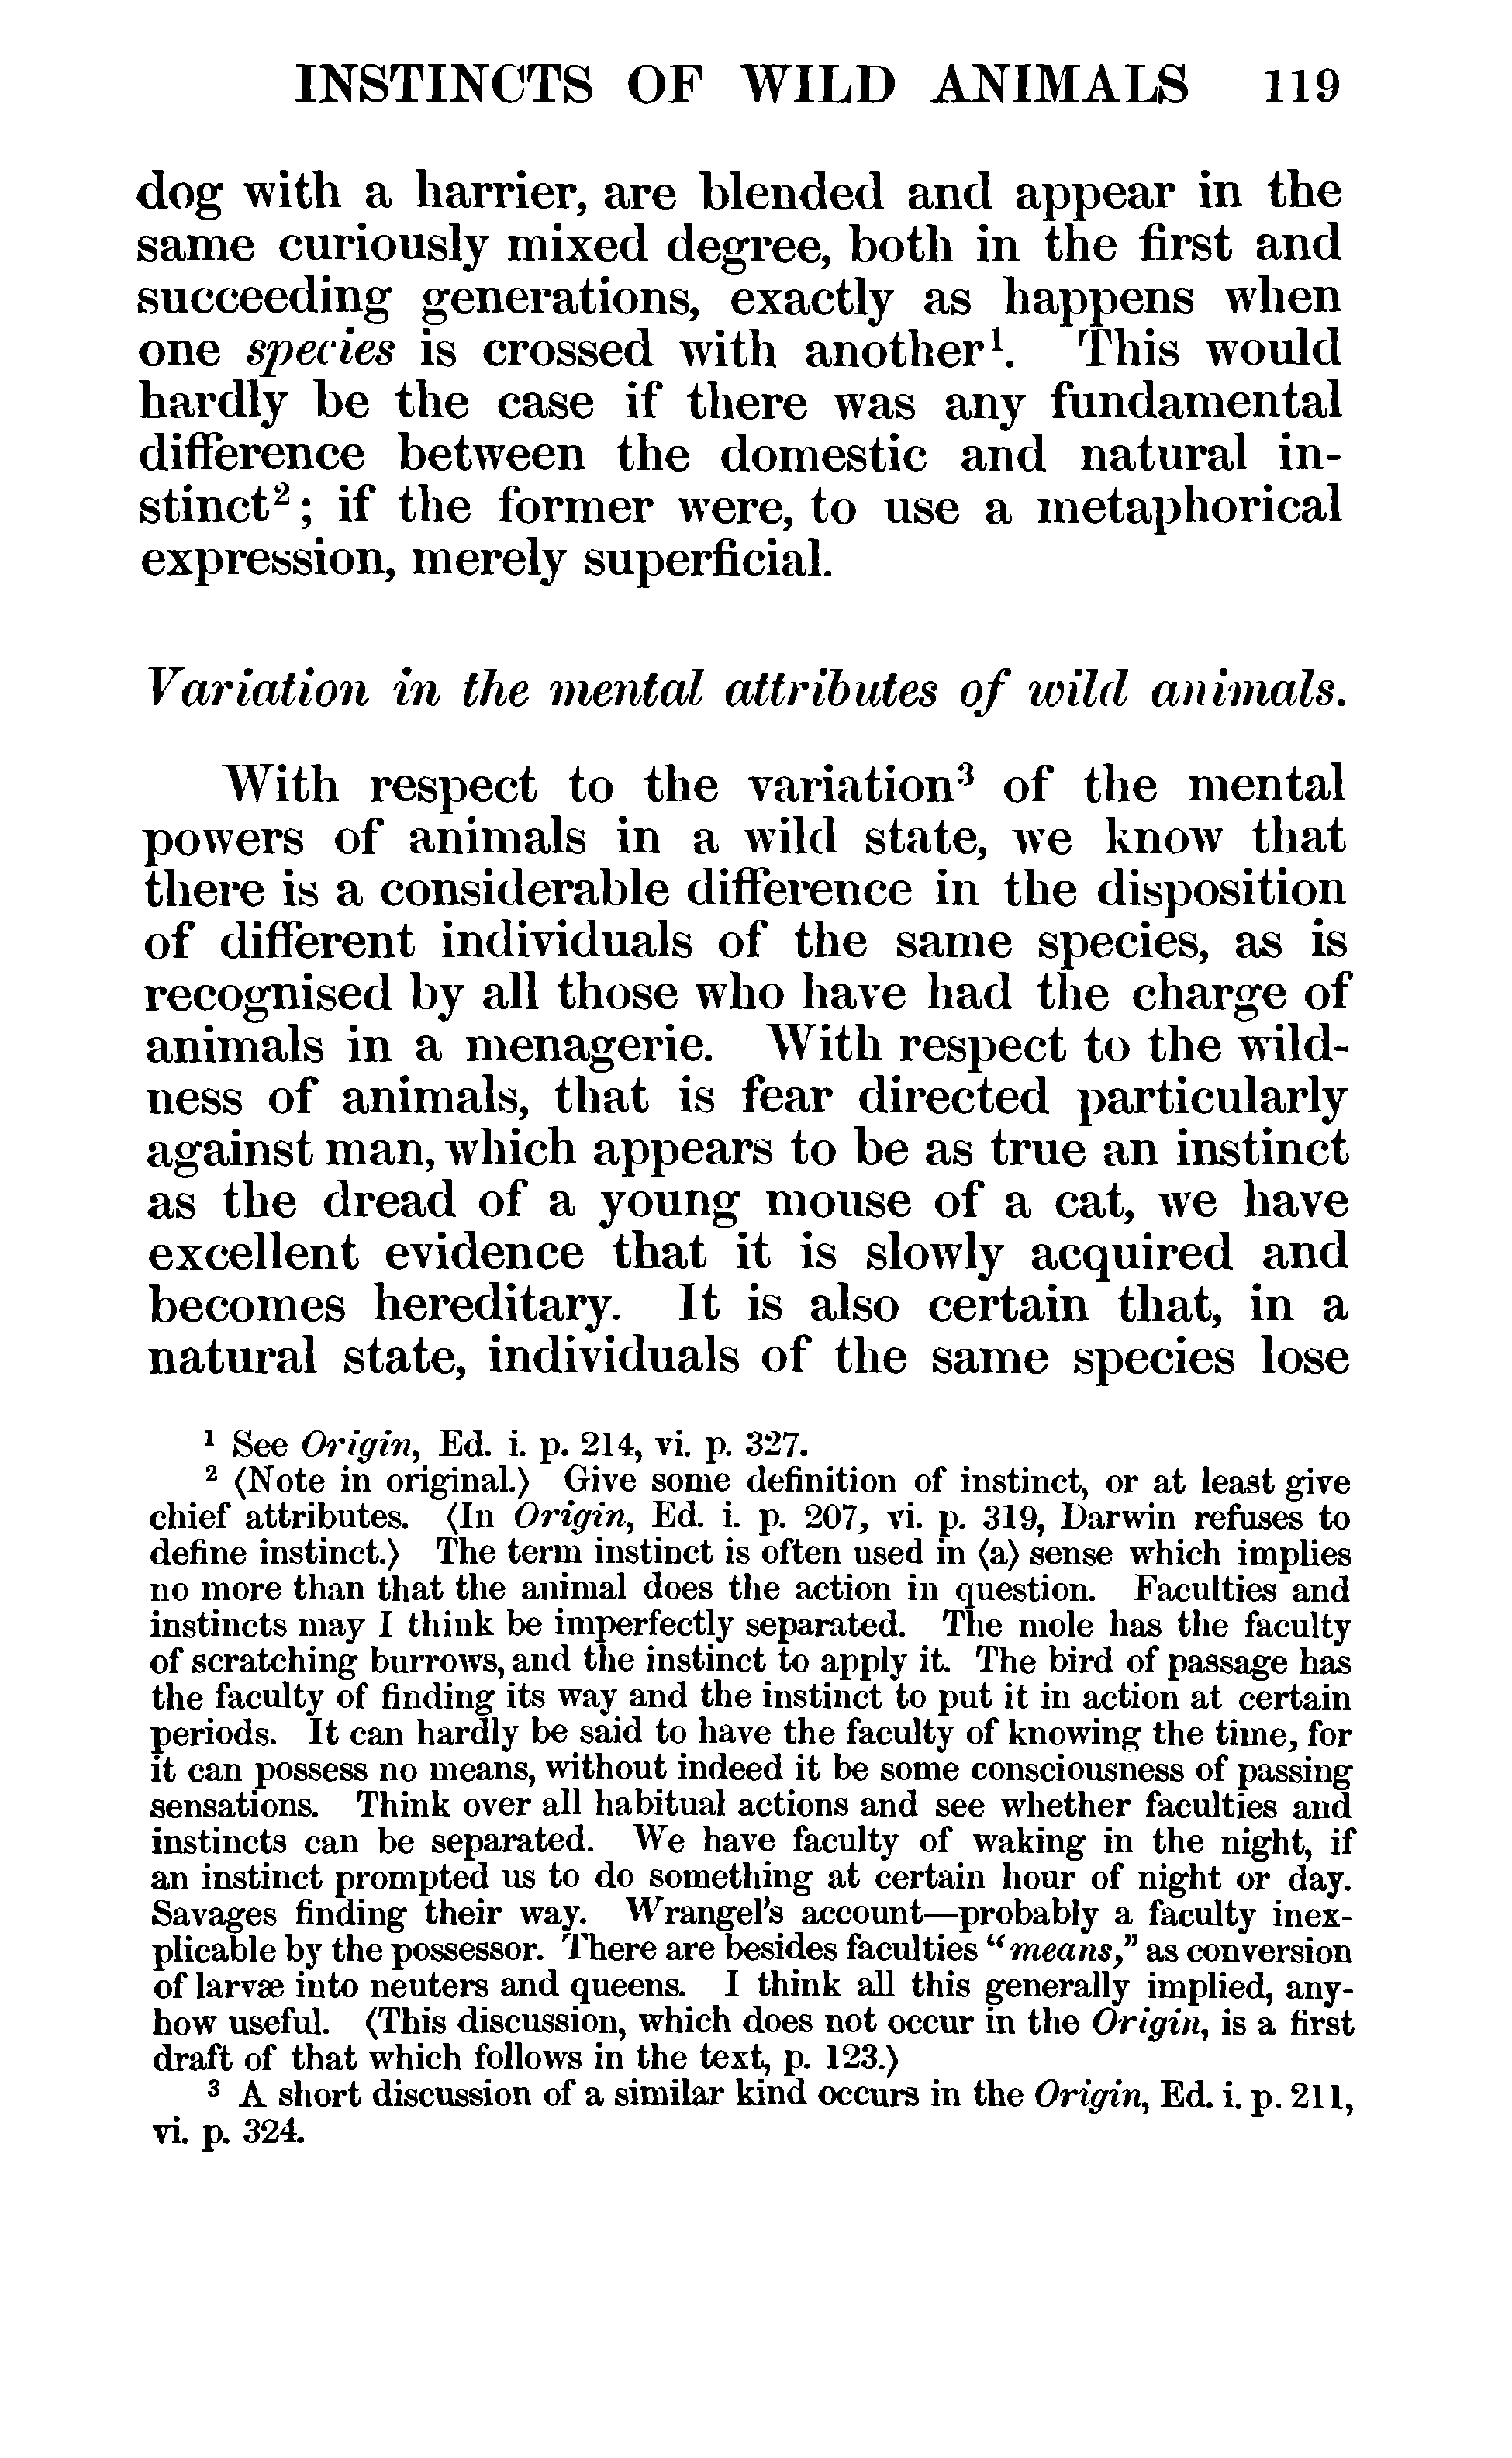 INSTINCTS OF WILD ANIMALS 119
dog with a harrier, are blended and appear in the
same curiously mixed degree, both in the first and
succeeding generations, exactly as happens when
one species is crossed with another¹. This would
hardly be the case if there was any fundamental
difference between the domestic and natural in-
stinct²; if the former were, to use a metaphorical
expression, merely superficial.
Variation in the mental attributes of wild animals.
With respect to the variation³ of the mental
powers of animals in a wild state, we know that
there is a considerable difference in the disposition
of different individuals of the same species, as is
recognised by all those who have had the charge of
animals in a menagerie. With respect to the wild-
ness of animals, that is fear directed particularly
against man, which appears to be as true an instinct
as the dread of a young mouse of a cat, we have
excellent evidence that it is slowly acquired and
becomes hereditary. It is also certain that, in a
natural state, individuals of the same species lose
¹ See Origin, Ed. i. p. 214, vi. p. 327.
² ⟨Note in original.⟩ Give some definition of instinct, or at least give
chief attributes. ⟨In Origin, Ed. i. p. 207, vi. p. 319, Darwin refuses to
define instinct.⟩ The term instinct is often used in ⟨a⟩ sense which implies
no more than that the animal does the action in question. Faculties and
instincts may I think be imperfectly separated. The mole has the faculty
of scratching burrows, and the instinct to apply it. The bird of passage has
the faculty of finding its way and the instinct to put it in action at certain
periods. It can hardly be said to have the faculty of knowing the time, for
it can possess no means, without indeed it be some consciousness of passing
sensations. Think over all habitual actions and see whether faculties and
instincts can be separated. We have faculty of waking in the night, if
an instinct prompted us to do something at certain hour of night or day.
Savages finding their way. Wrangel's account—probably a faculty inex-
plicable by the possessor. There are besides faculties "means," as conversion
of larvæ into neuters and queens. I think all this generally implied, any-
how useful. ⟨This discussion, which does not occur in the Origin, is a first
draft of that which follows in the text, p. 123.⟩
³ A short discussion of a similar kind occurs in the Origin, Ed. i. p. 211,
vi. p. 324.